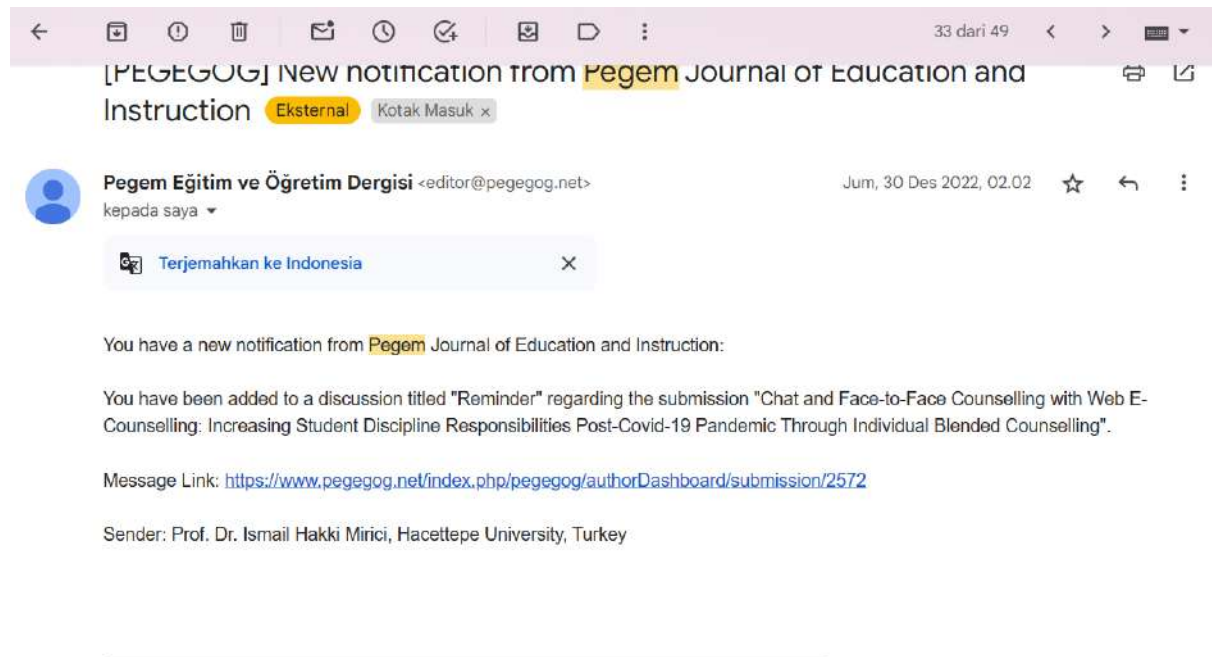 33 dari 49
[PEGEGOG] New notification from Pegem Journal of Education and
Instruction Eksternal Kotak Masuk ×
Pegem Eğitim ve Öğretim Dergisi <editor@pegegog.net>
Jum, 30 Des 2022, 02.02
kepada saya
Terjemahkan ke Indonesia
You have a new notification from Pegem Journal of Education and Instruction:
You have been added to a discussion titled "Reminder" regarding the submission "Chat and Face-to-Face Counselling with Web E-
Counselling: Increasing Student Discipline Responsibilities Post-Covid-19 Pandemic Through Individual Blended Counselling".
Message Link: https://www.pegegog.net/index.php/pegegog/authorDashboard/submission/2572
Sender: Prof. Dr. Ismail Hakki Mirici, Hacettepe University, Turkey